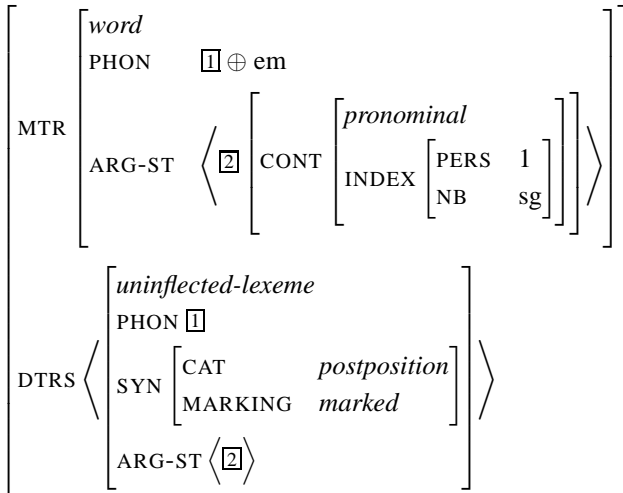 word
PHON 1 ⊕ em
MTR
pronominal
ARG-ST 〈 2 CONT INDEX PERS 1
NB sg 〉
uninflected-lexeme
PHON 1
DTRS 〈 SYN CAT postposition
MARKING marked 〉
ARG-ST 〈 2 〉